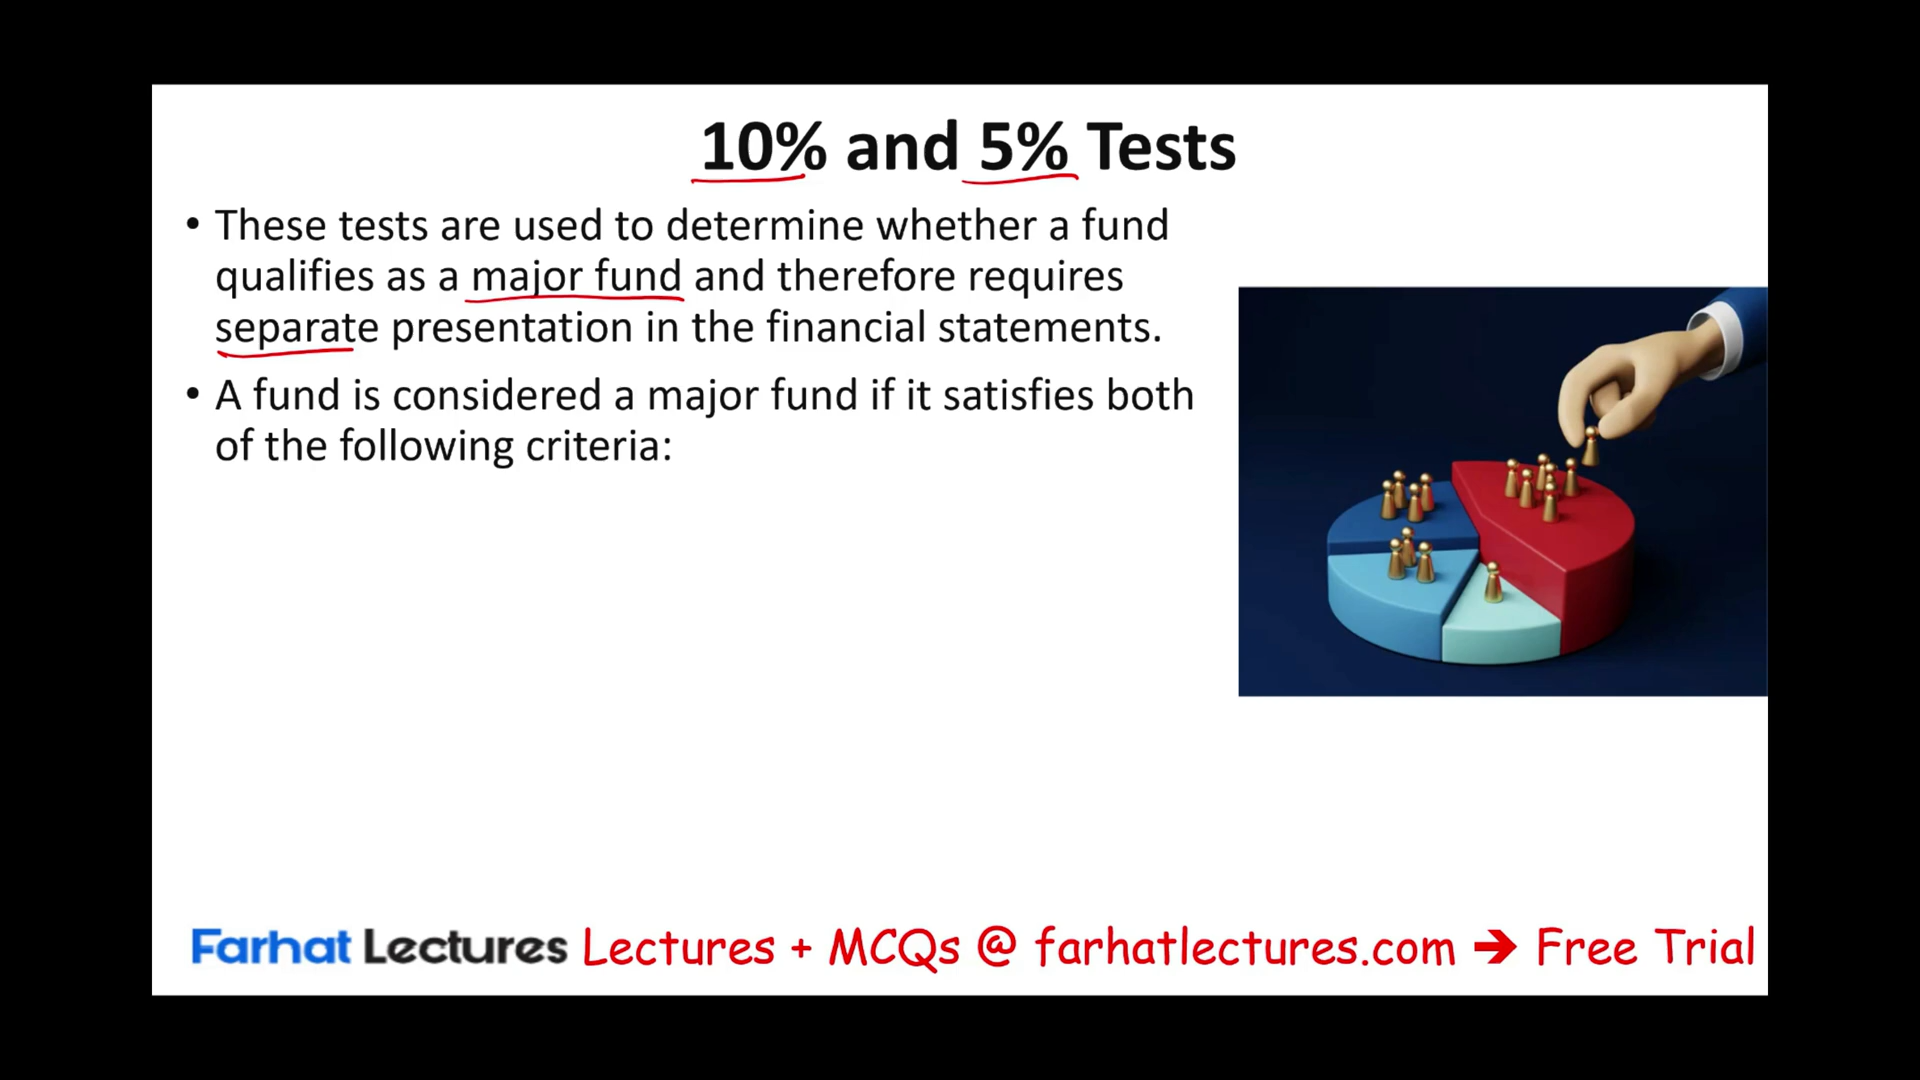 10% and 5% Tests
• These tests are used to determine whether a fund
qualifies as a major fund and therefore requires
separate presentation in the financial statements.
• A fund is considered a major fund if it satisfies both
of the following criteria:
Farhat Lectures Lectures + MCQs @ farhatlectures.com → Free Trial